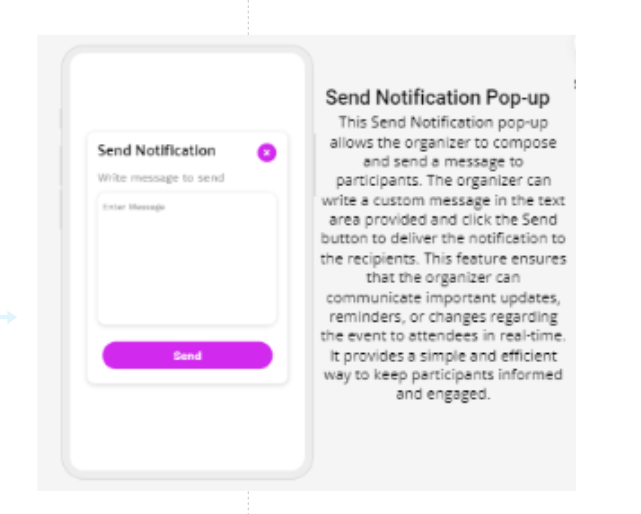 Send Notification
Write message to send
Enter Message
Send
Send Notification Pop-up
This Send Notification pop-up
allows the organizer to compose
and send a message to
participants. The organizer can
write a custom message in the text
area provided and click the Send
button to deliver the notification to
the recipients. This feature ensures
that the organizer can
communicate important updates,
reminders, or changes regarding
the event to attendees in real-time.
It provides a simple and efficient
way to keep participants informed
and engaged.